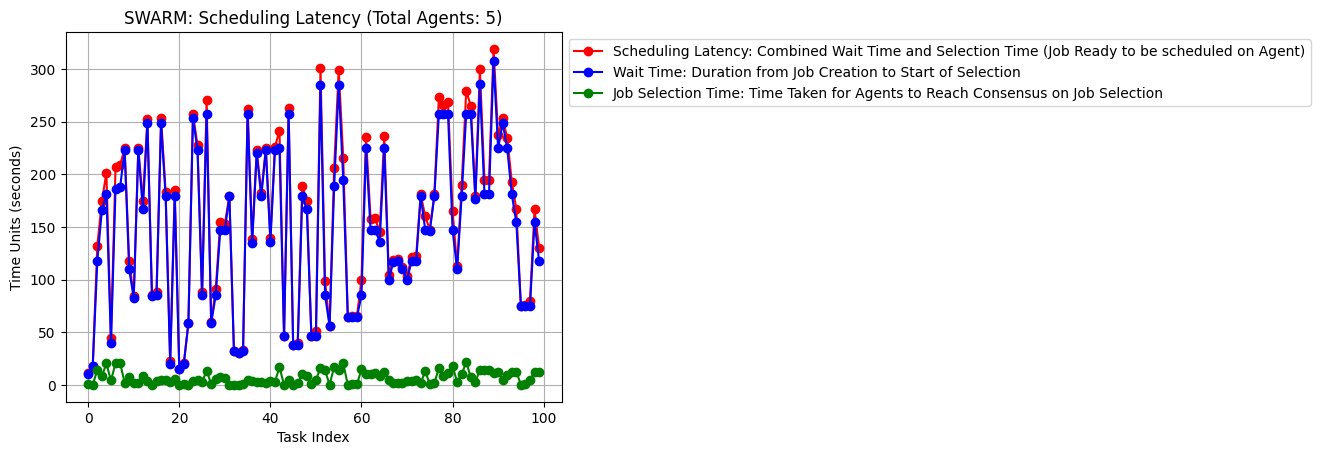 SWARM: Scheduling Latency (Total Agents: 5)
Scheduling Latency: Combined Wait Time and Selection Time (Job Ready to be scheduled on Agent)
Wait Time: Duration from Job Creation to Start of Selection
Job Selection Time: Time Taken for Agents to Reach Consensus on Job Selection
Time Units (seconds)
300
250
200
150
100
50
0
0 20 40 60 80 100
Task Index